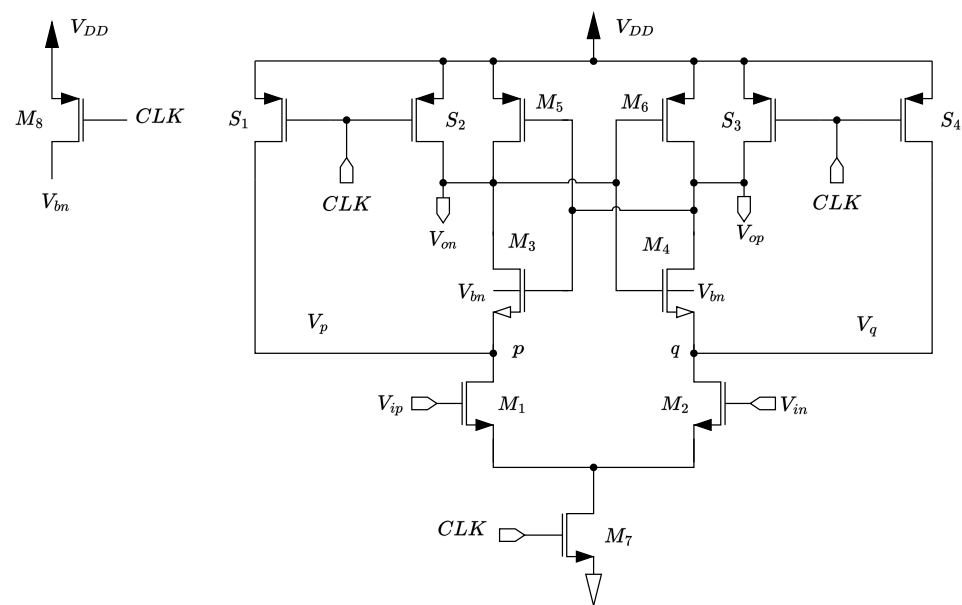 V_DD
V_DD
M_8
CLK
V_bn
S_1
S_2
M_5
M_6
S_3
S_4
CLK
CLK
V_on
V_op
M_3
M_4
V_bn
V_bn
V_p
V_q
p
q
V_ip
M_1
M_2
V_in
CLK
M_7